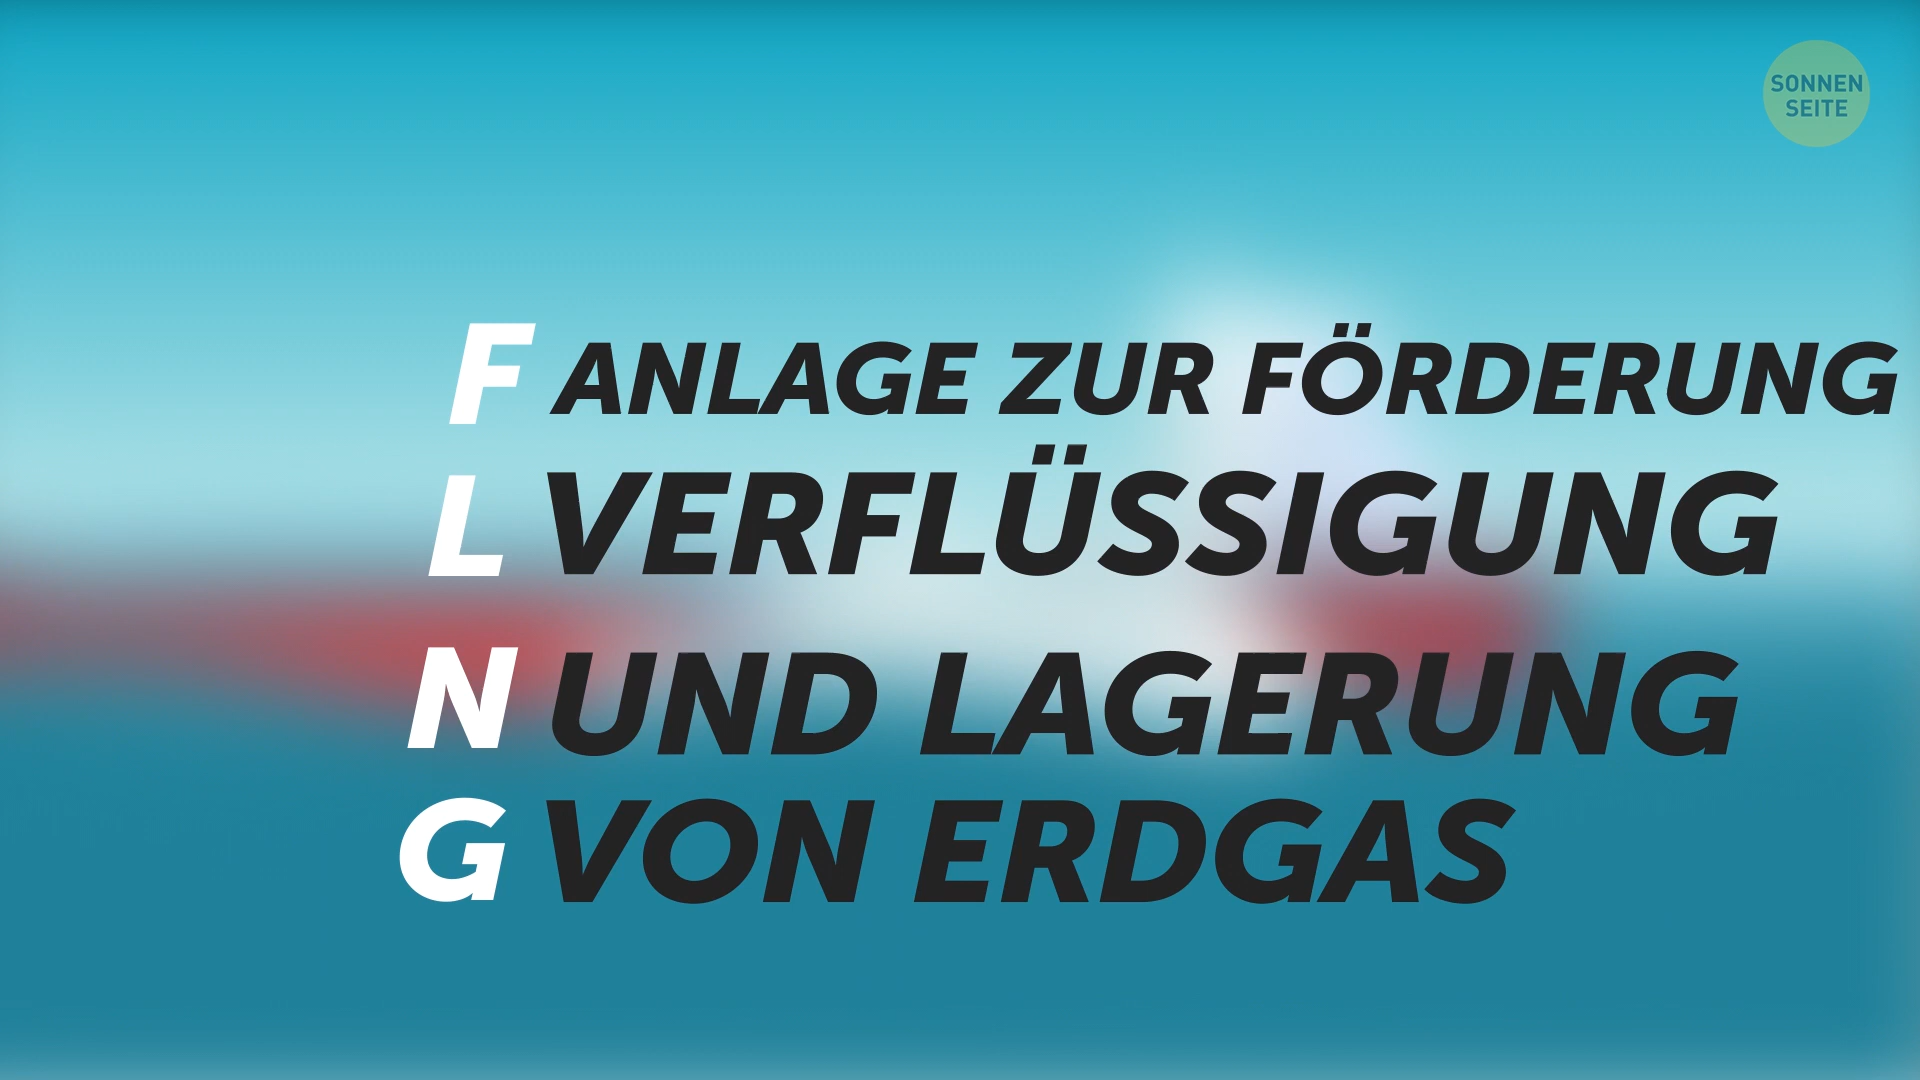 SONNEN
SEITE
F ANLAGE ZUR FÖRDERUNG
L VERFLÜSSIGUNG
N UND LAGERUNG
G VON ERDGAS